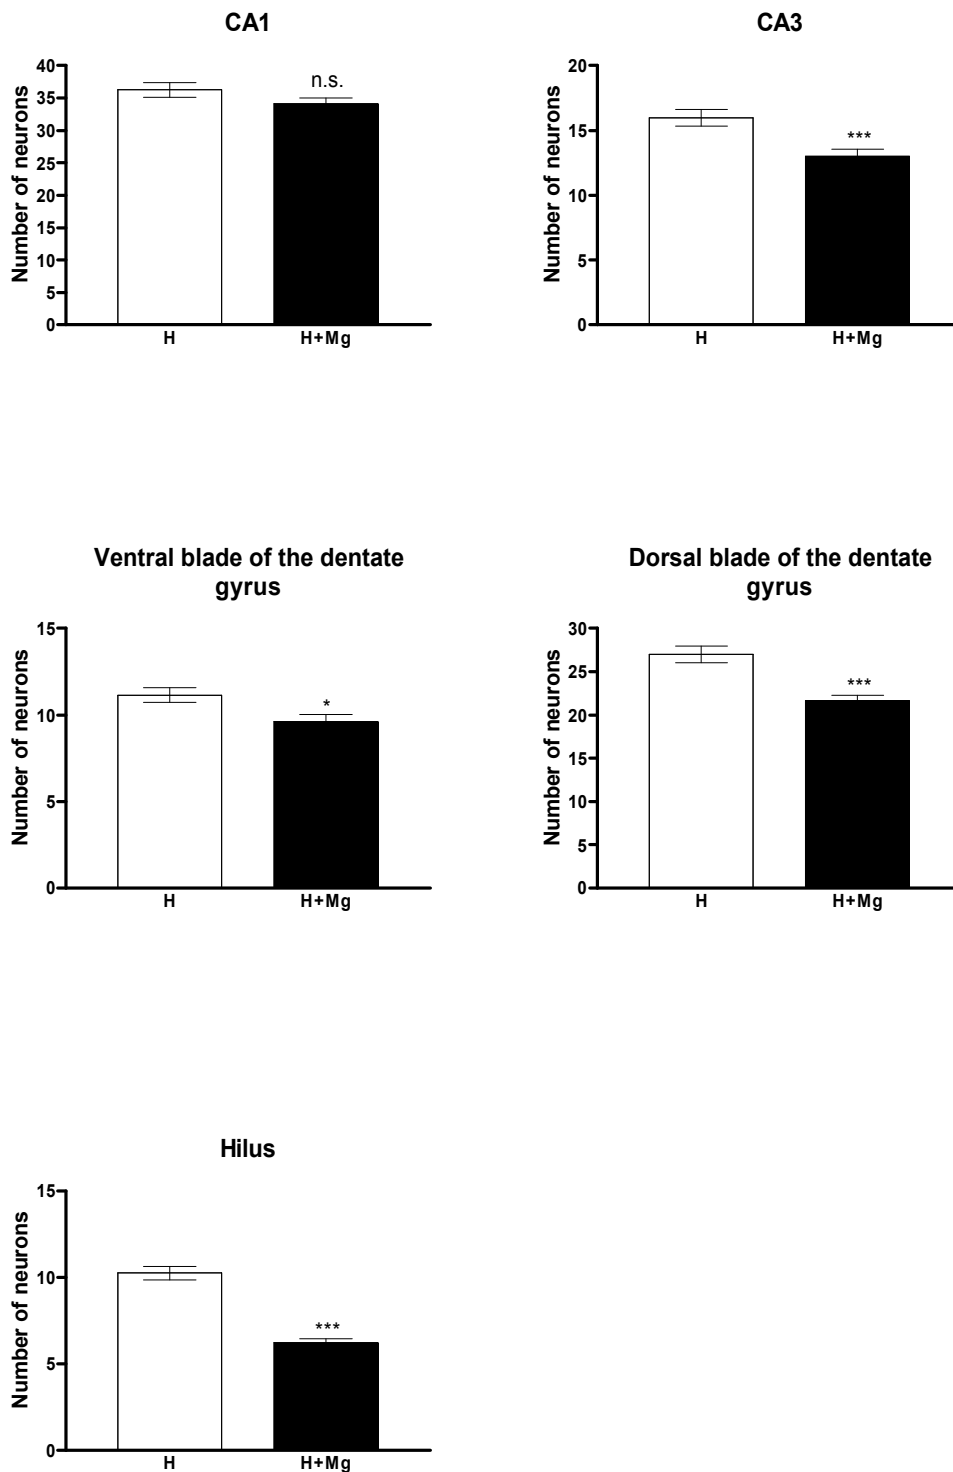 CA1
Number of neurons
40
35
30
25
20
15
10
5
0
n.s.
H
H+Mg
CA3
Number of neurons
20
15
10
5
0
***
H
H+Mg
Ventral blade of the dentate
gyrus
Number of neurons
15
10
5
0
*
H
H+Mg
Dorsal blade of the dentate
gyrus
Number of neurons
30
25
20
15
10
5
0
***
H
H+Mg
Hilus
Number of neurons
15
10
5
0
***
H
H+Mg